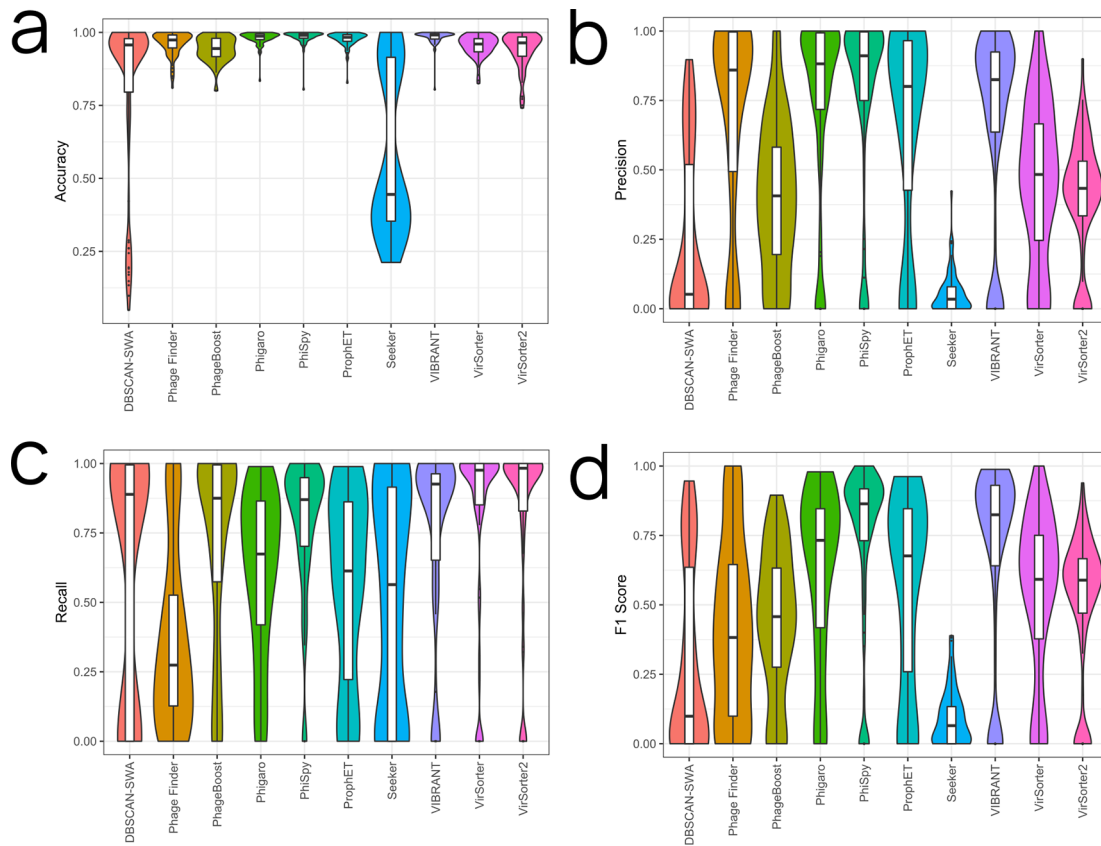 a
Accuracy
1.00
0.75
0.50
0.25
DBSCAN-SWA
Phage Finder
PhageBoost
Phigaro
PhiSpy
ProphET
Seeker
VIBRANT
VirSorter
VirSorter2
b
Precision
1.00
0.75
0.50
0.25
0.00
DBSCAN-SWA
Phage Finder
PhageBoost
Phigaro
PhiSpy
ProphET
Seeker
VIBRANT
VirSorter
VirSorter2
c
Recall
1.00
0.75
0.50
0.25
0.00
DBSCAN-SWA
Phage Finder
PhageBoost
Phigaro
PhiSpy
ProphET
Seeker
VIBRANT
VirSorter
VirSorter2
d
F1 Score
1.00
0.75
0.50
0.25
0.00
DBSCAN-SWA
Phage Finder
PhageBoost
Phigaro
PhiSpy
ProphET
Seeker
VIBRANT
VirSorter
VirSorter2